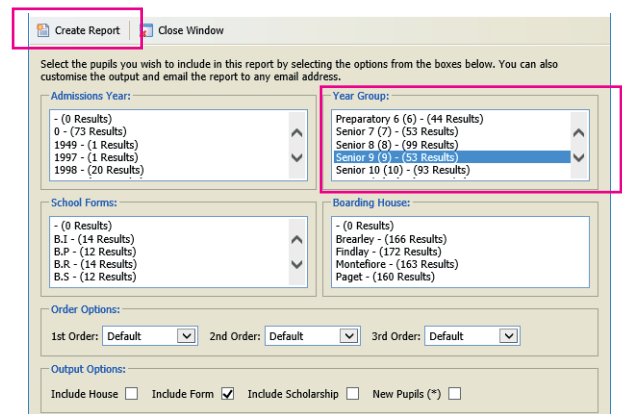 Create Report Close Window
Select the pupils you wish to include in this report by selecting the options from the boxes below. You can also
customise the output and email the report to any email address.
Admissions Year:
- (0 Results)
0 - (73 Results)
1949 - (1 Results)
1997 - (1 Results)
1998 - (20 Results)
Year Group:
Preparatory 6 (6) - (44 Results)
Senior 7 (7) - (53 Results)
Senior 8 (8) - (99 Results)
Senior 9 (9) - (53 Results)
Senior 10 (10) - (93 Results)
School Forms:
- (0 Results)
B.I - (14 Results)
B.P - (12 Results)
B.R - (14 Results)
B.S - (12 Results)
Boarding House:
- (0 Results)
Brearley - (166 Results)
Findlay - (172 Results)
Montefiore - (163 Results)
Paget - (160 Results)
Order Options:
1st Order: Default 2nd Order: Default 3rd Order: Default
Output Options:
Include House Include Form Include Scholarship New Pupils (*)